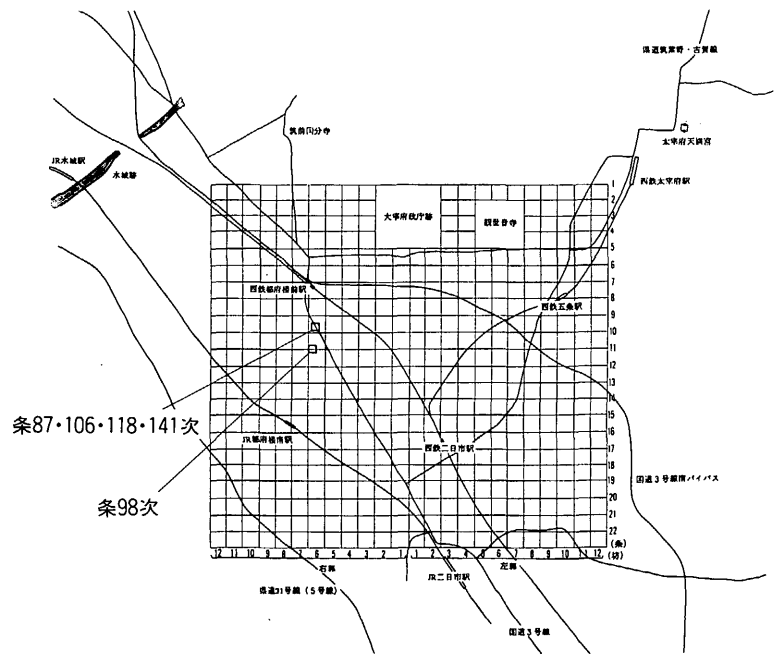 県道筑紫野・古賀線
筑前国分寺
太宰府天満宮
JR水城駅
水城跡
西鉄太宰府駅
大宰府政庁跡
観世音寺
1
2
3
4
5
6
7
8
9
10
11
12
13
14
15
16
17
18
19
20
21
22
(条)
西鉄都府楼前駅
西鉄五条駅
条87・106・118・141次
JR都府楼南駅
西鉄二日市駅
国道3号線南バイパス
条98次
12 11 10 9 8 7 6 5 4 3 2 1 1 2 3 4 5 6 7 8 9 10 11 12 (坊)
右郭
左郭
県道31号線(5号線)
JR二日市駅
国道3号線